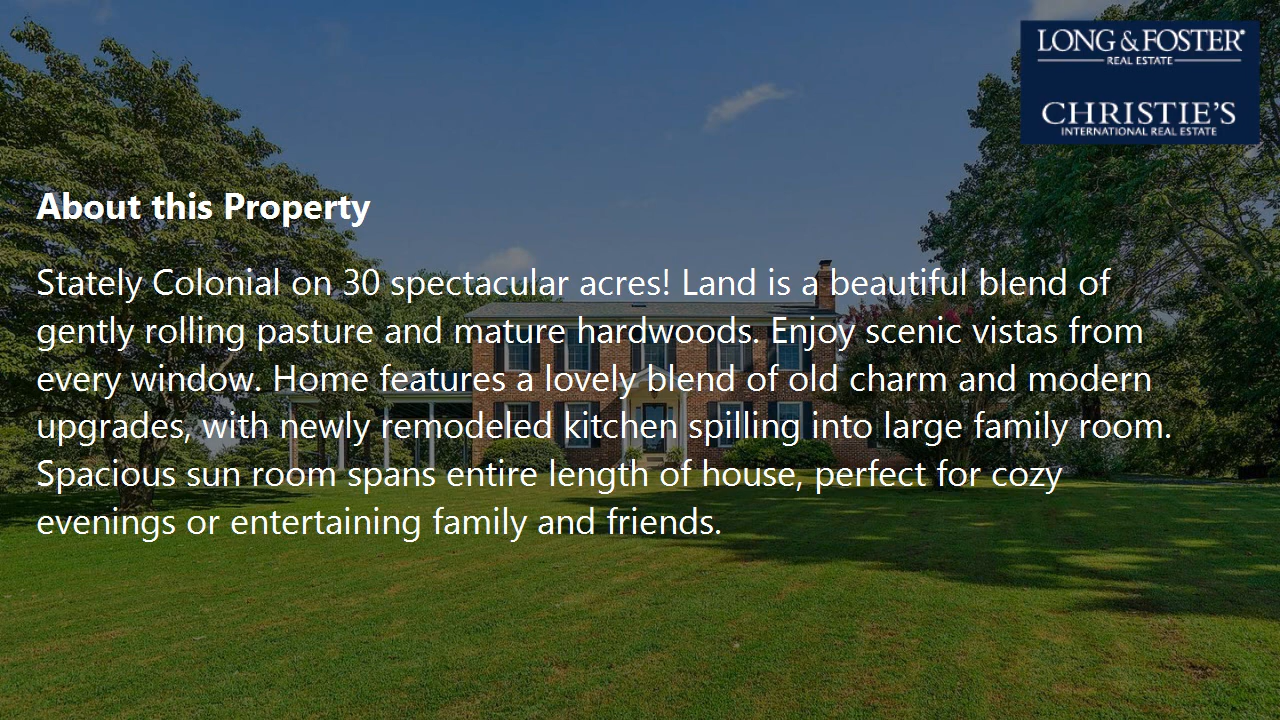 LONG & FOSTER®
REAL ESTATE
CHRISTIE'S
INTERNATIONAL REAL ESTATE
About this Property
Stately Colonial on 30 spectacular acres! Land is a beautiful blend of
gently rolling pasture and mature hardwoods. Enjoy scenic vistas from
every window. Home features a lovely blend of old charm and modern
upgrades, with newly remodeled kitchen spilling into large family room.
Spacious sun room spans entire length of house, perfect for cozy
evenings or entertaining family and friends.